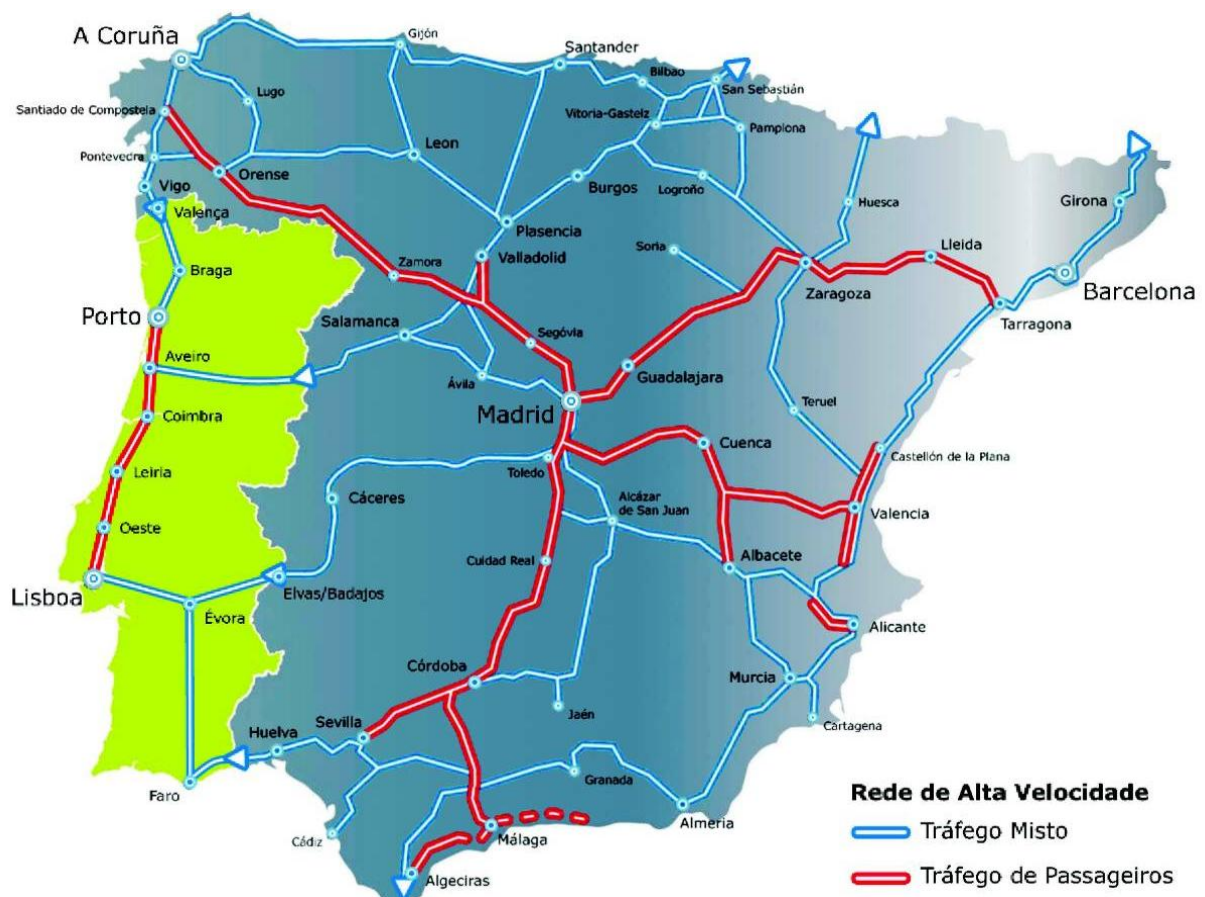 Gijón
A Coruña
Santander
Bilbao
San Sebastián
Lugo
Santiado de Compostela
Vitoria-Gasteiz
Pamplona
Pontevedra
Leon
Orense
Burgos
Logroño
Vigo
Huesca
Girona
Valença
Plasencia
Soria
Lleida
Valladolid
Braga
Zamora
Zaragoza
Barcelona
Porto
Salamanca
Segóvia
Tarragona
Aveiro
Ávila
Guadalajara
Madrid
Teruel
Coimbra
Cuenca
Toledo
Castellón de la Plana
Leiria
Cáceres
Alcázar
de San Juan
Valencia
Oeste
Cuidad Real
Albacete
Lisboa
Elvas/Badajos
Évora
Alicante
Córdoba
Murcia
Jaén
Cartagena
Huelva
Sevilla
Granada
Faro
Almeria
Cádiz
Málaga
Algeciras
Rede de Alta Velocidade
Tráfego Misto
Tráfego de Passageiros